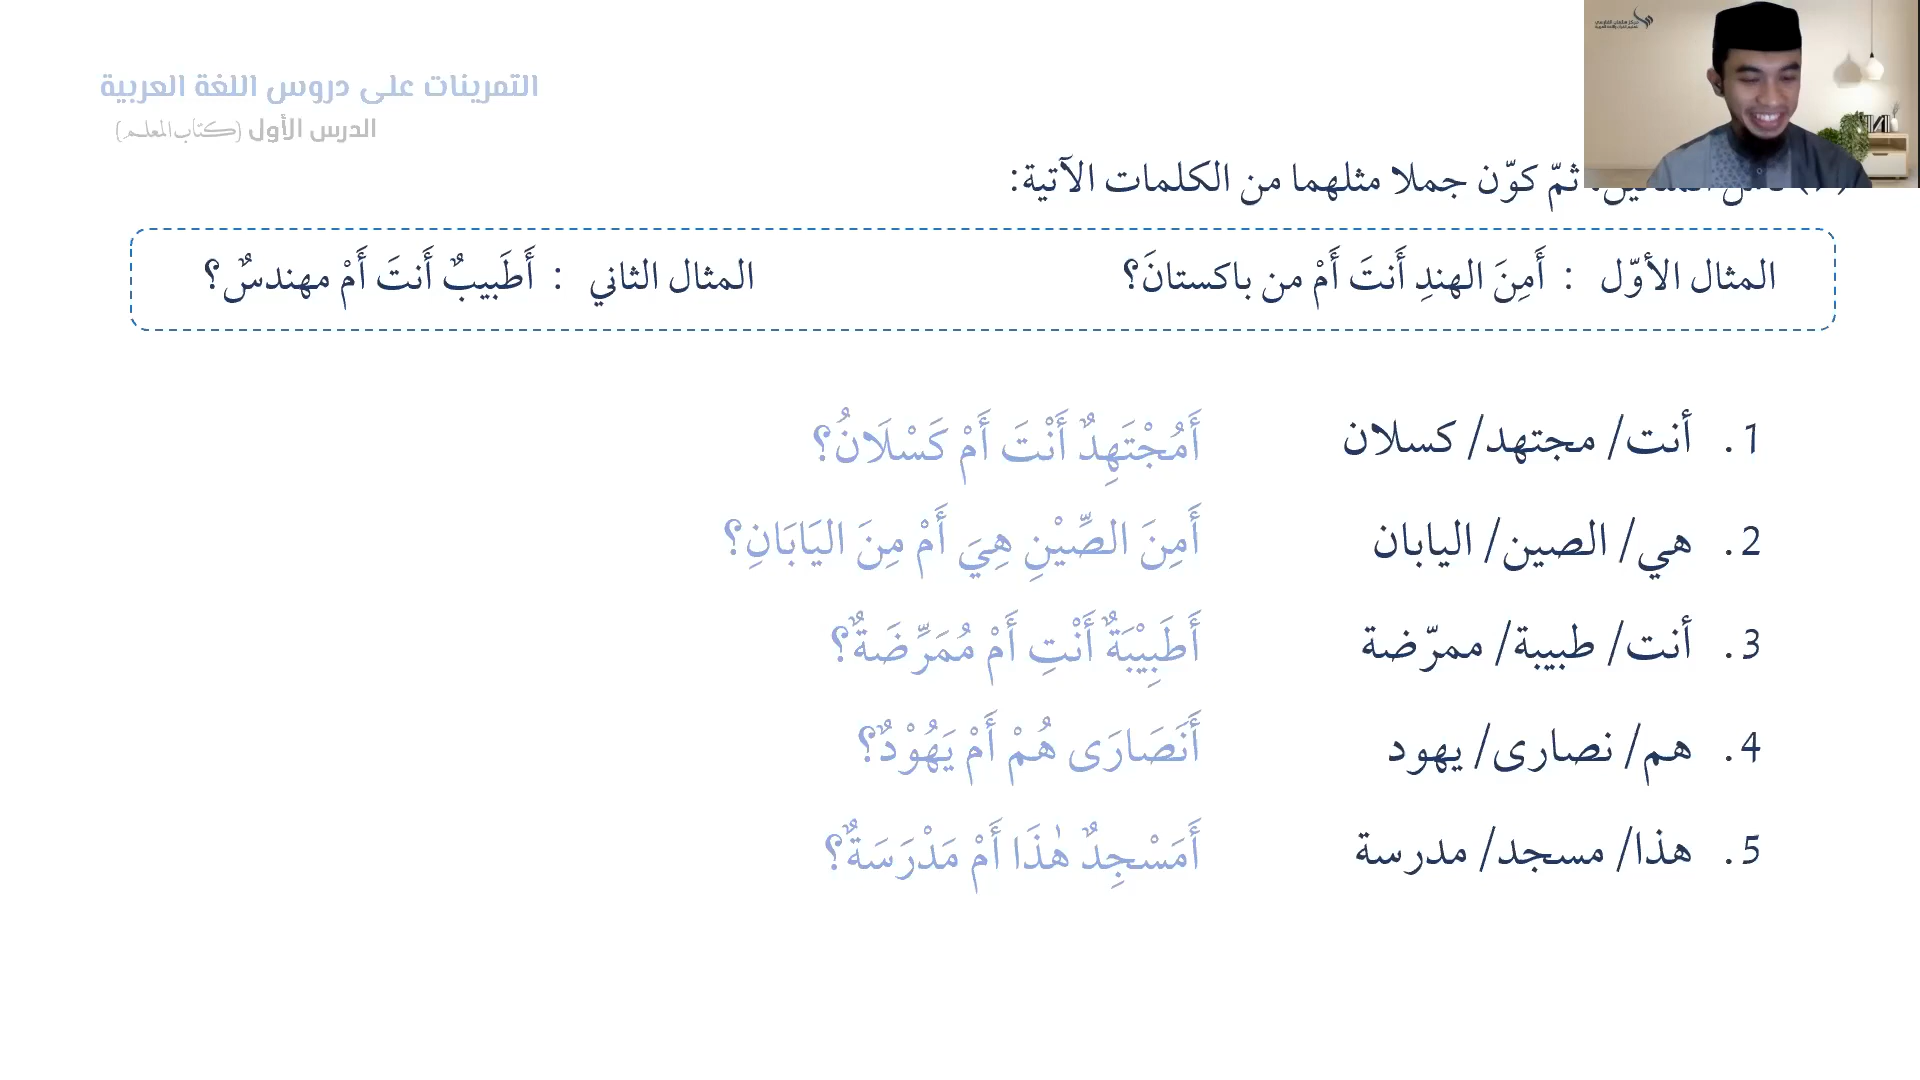 التمرينات على دروس اللغة العربية
الدرس الأول (كتاب المعلم)
ثمّ كوّن جملا مثلهما من الكلمات الآتية:
المثال الأوّل : أَمِنَ الهندِ أَنتَ أَمْ من باكستانَ؟
المثال الثاني : أَطَبيبٌ أَنتَ أَمْ مهندسٌ؟
1. أنت/ مجتهد/ كسلان
أَمُجْتَهِدٌ أَنْتَ أَمْ كَسْلَانُ؟
2. هي/ الصين/ اليابان
أَمِنَ الصِّيْنِ هِيَ أَمْ مِنَ اليَابَانِ؟
3. أنت/ طبيبة/ ممرّضة
أَطَبِيْبَةٌ أَنْتِ أَمْ مُمَرِّضَةٌ؟
4. هم/ نصارى/ يهود
أَنَصَارَى هُمْ أَمْ يَهُوْدٌ؟
5. هذا/ مسجد/ مدرسة
أَمَسْجِدٌ هٰذَا أَمْ مَدْرَسَةٌ؟